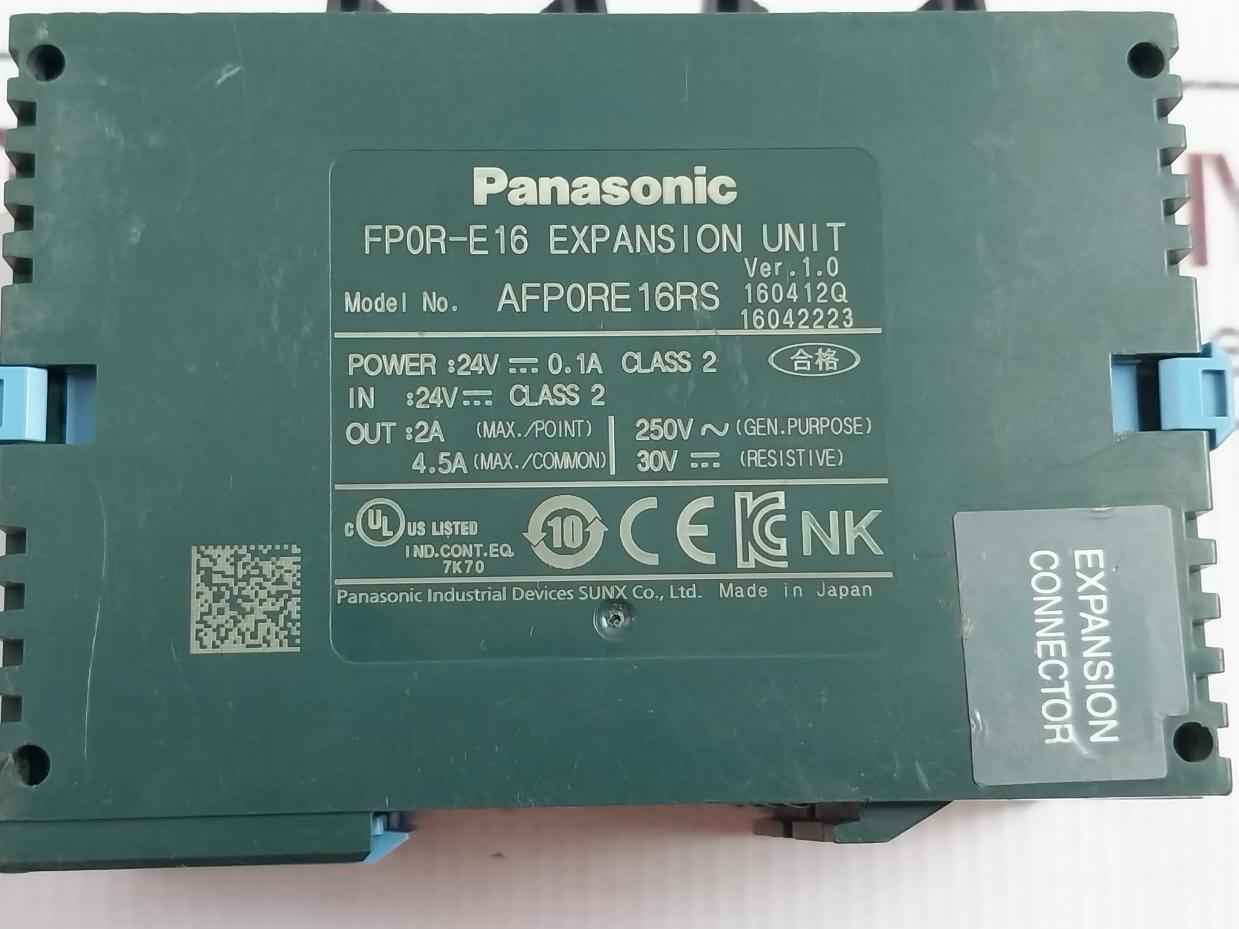 Panasonic
FP0R-E16 EXPANSION UNIT
Ver.1.0
Model No. AFP0RE16RS 160412Q
16042223
POWER :24V ⎓ 0.1A CLASS 2 合格
IN :24V ⎓ CLASS 2
OUT :2A (MAX./POINT) 250V ~ (GEN.PURPOSE)
4.5A (MAX./COMMON) 30V ⎓ (RESISTIVE)
c UL US LISTED 10 CE KC NK
IND.CONT.EQ.
7K70
Panasonic Industrial Devices SUNX Co., Ltd. Made in Japan
EXPANSION
CONNECTOR